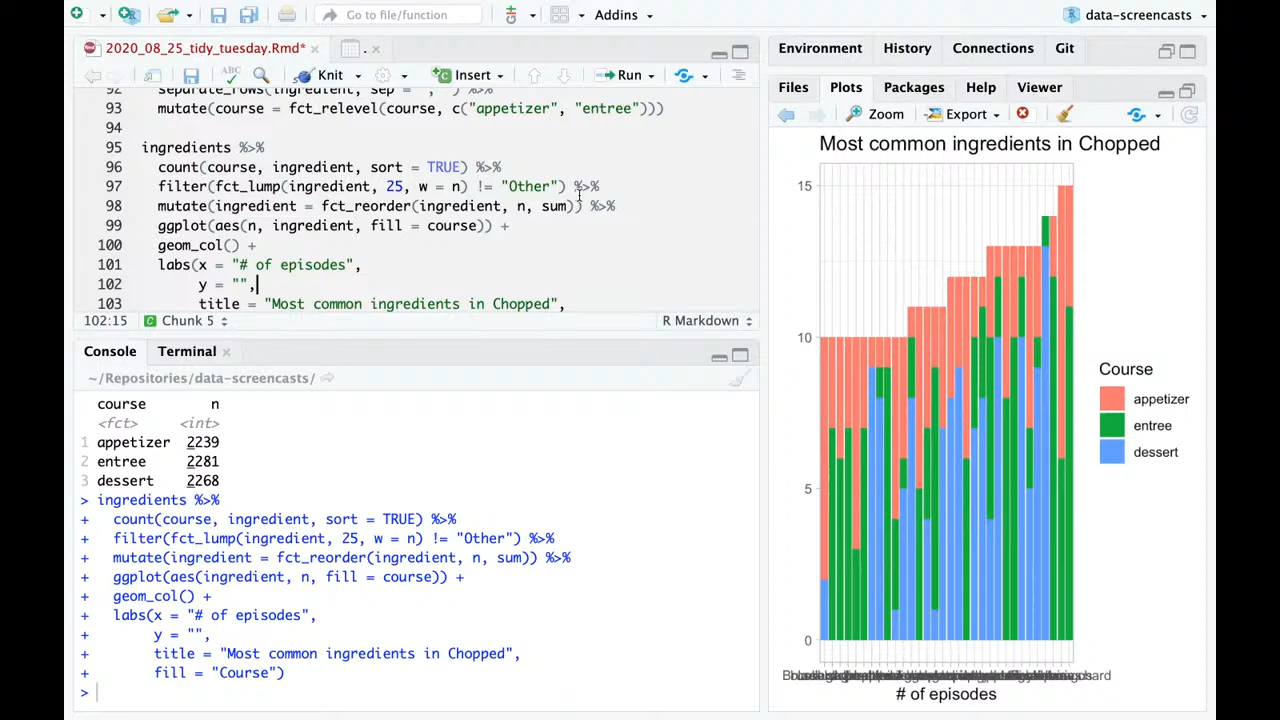 Go to file/function
Addins
data-screencasts
2020_08_25_tidy_tuesday.Rmd*
.
ABC
Knit
Insert
Run
92 separate_rows(ingredient, sep = ", ") %>%
93 mutate(course = fct_relevel(course, c("appetizer", "entree")))
94
95 ingredients %>%
96 count(course, ingredient, sort = TRUE) %>%
97 filter(fct_lump(ingredient, 25, w = n) != "Other") %>%
98 mutate(ingredient = fct_reorder(ingredient, n, sum)) %>%
99 ggplot(aes(n, ingredient, fill = course)) +
100 geom_col() +
101 labs(x = "# of episodes",
102 y = "",
103 title = "Most common ingredients in Chopped",
102:15
Chunk 5
R Markdown
Console
Terminal
~/Repositories/data-screencasts/
course n
<fct> <int>
1 appetizer 2239
2 entree 2281
3 dessert 2268
> ingredients %>%
+ count(course, ingredient, sort = TRUE) %>%
+ filter(fct_lump(ingredient, 25, w = n) != "Other") %>%
+ mutate(ingredient = fct_reorder(ingredient, n, sum)) %>%
+ ggplot(aes(ingredient, n, fill = course)) +
+ geom_col() +
+ labs(x = "# of episodes",
+ y = "",
+ title = "Most common ingredients in Chopped",
+ fill = "Course")
>
Environment
History
Connections
Git
Files
Plots
Packages
Help
Viewer
Zoom
Export
Most common ingredients in Chopped
15
10
5
0
# of episodes
Course
appetizer
entree
dessert